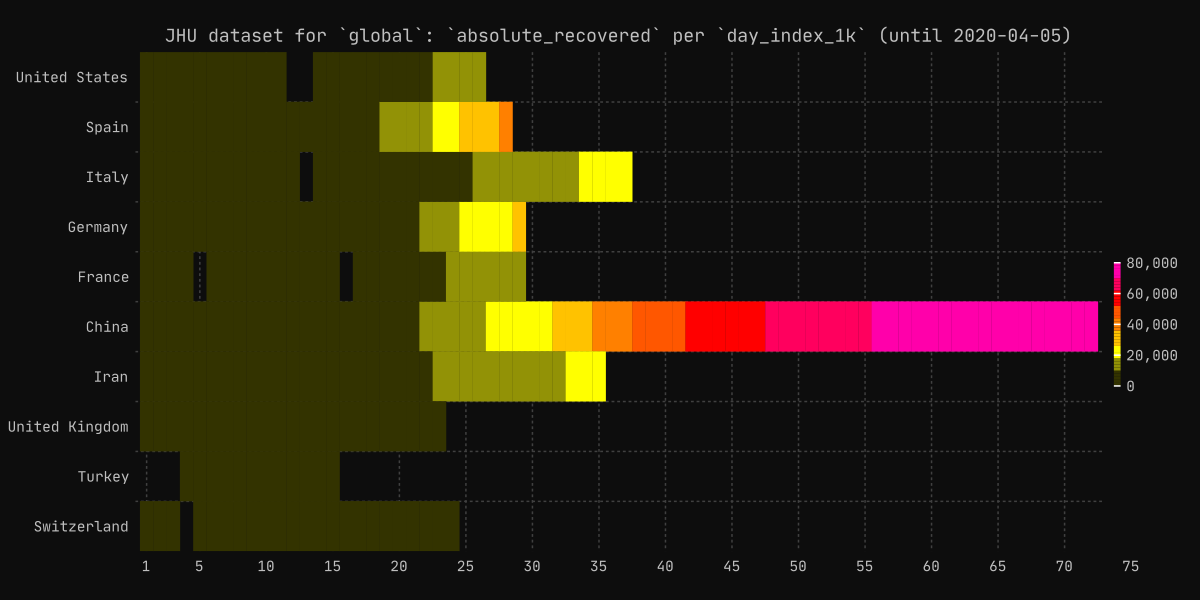 JHU dataset for `global`: `absolute_recovered` per `day_index_1k` (until 2020-04-05)
United States
Spain
Italy
Germany
France
China
Iran
United Kingdom
Turkey
Switzerland
80,000
60,000
40,000
20,000
0
1 5 10 15 20 25 30 35 40 45 50 55 60 65 70 75